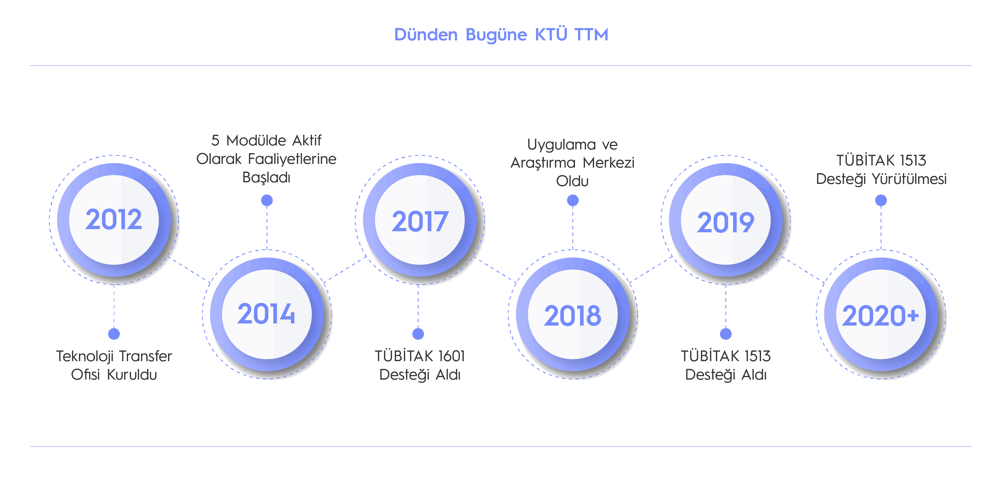 Dünden Bugüne KTÜ TTM
2012
Teknoloji Transfer
Ofisi Kuruldu
5 Modülde Aktif
Olarak Faaliyetlerine
Başladı
2014
2017
TÜBİTAK 1601
Desteği Aldı
Uygulama ve
Araştırma Merkezi
Oldu
2018
2019
TÜBİTAK 1513
Desteği Aldı
TÜBİTAK 1513
Desteği Yürütülmesi
2020+